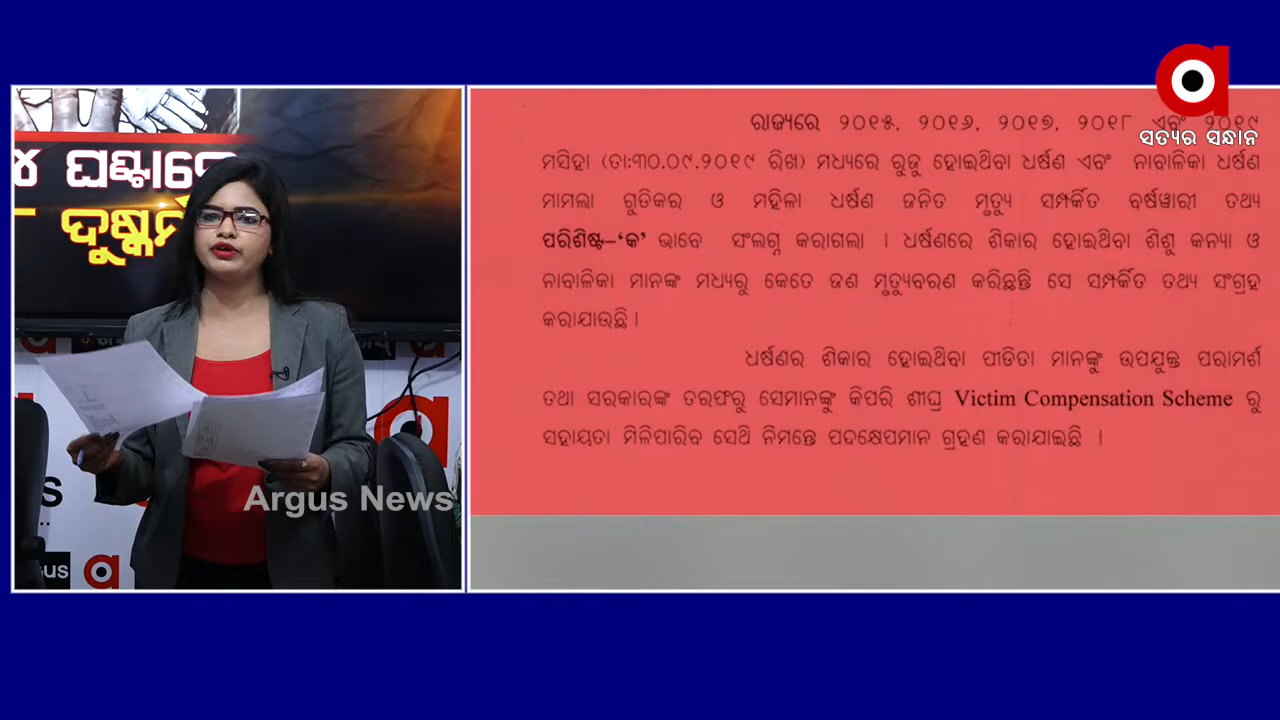 ଘଣ୍ଟାରେ
ଦୁଷ୍କର୍ମ
Argus News
ସତ୍ୟର ସନ୍ଧାନ
ରାଜ୍ୟରେ ୨୦୧୫, ୨୦୧୬, ୨୦୧୭, ୨୦୧୮ ଏବଂ ୨୦୧୯
ମସିହା (ତା:୩୦.୦୯.୨୦୧୯ ରିଖ) ମଧ୍ୟରେ ରୁଜୁ ହୋଇଥିବା ଧର୍ଷଣ ଏବଂ ନାବାଳିକା ଧର୍ଷଣ
ମାମଲା ଗୁଡିକର ଓ ମହିଳା ଧର୍ଷଣ ଜନିତ ମୃତ୍ୟୁ ସମ୍ପର୍କିତ ବର୍ଷୱାରୀ ତଥ୍ୟ
ପରିଶିଷ୍ଟ–‘କ’ ଭାବେ ସଂଲଗ୍ନ କରାଗଲା । ଧର୍ଷଣରେ ଶିକାର ହୋଇଥିବା ଶିଶୁ କନ୍ୟା ଓ
ନାବାଳିକା ମାନଙ୍କ ମଧ୍ୟରୁ କେତେ ଜଣ ମୃତ୍ୟୁବରଣ କରିଛନ୍ତି ସେ ସମ୍ପର୍କିତ ତଥ୍ୟ ସଂଗ୍ରହ
କରାଯାଉଛି ।
ଧର୍ଷଣର ଶିକାର ହୋଇଥିବା ପୀଡିତା ମାନଙ୍କୁ ଉପଯୁକ୍ତ ପରାମର୍ଶ
ତଥା ସରକାରଙ୍କ ତରଫରୁ ସେମାନଙ୍କୁ କିପରି ଶୀଘ୍ର Victim Compensation Scheme ରୁ
ସହାୟତା ମିଳିପାରିବ ସେଥି ନିମନ୍ତେ ପଦକ୍ଷେପମାନ ଗ୍ରହଣ କରାଯାଇଛି ।